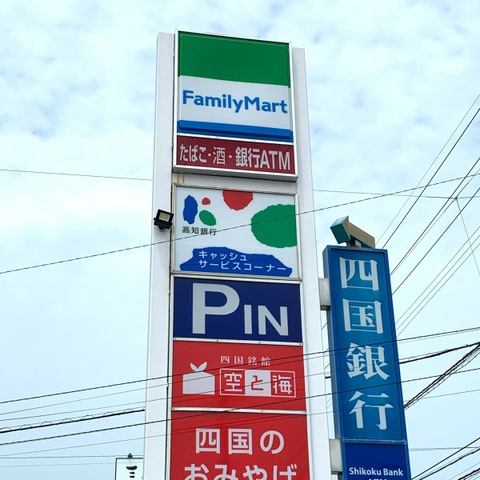 FamilyMart
たばこ・酒・銀行ATM
高知銀行
キャッシュ
サービスコーナー
PIN
四国銘館
空と海
四国の
おみやげ
四国銀行
Shikoku Bank
ATM